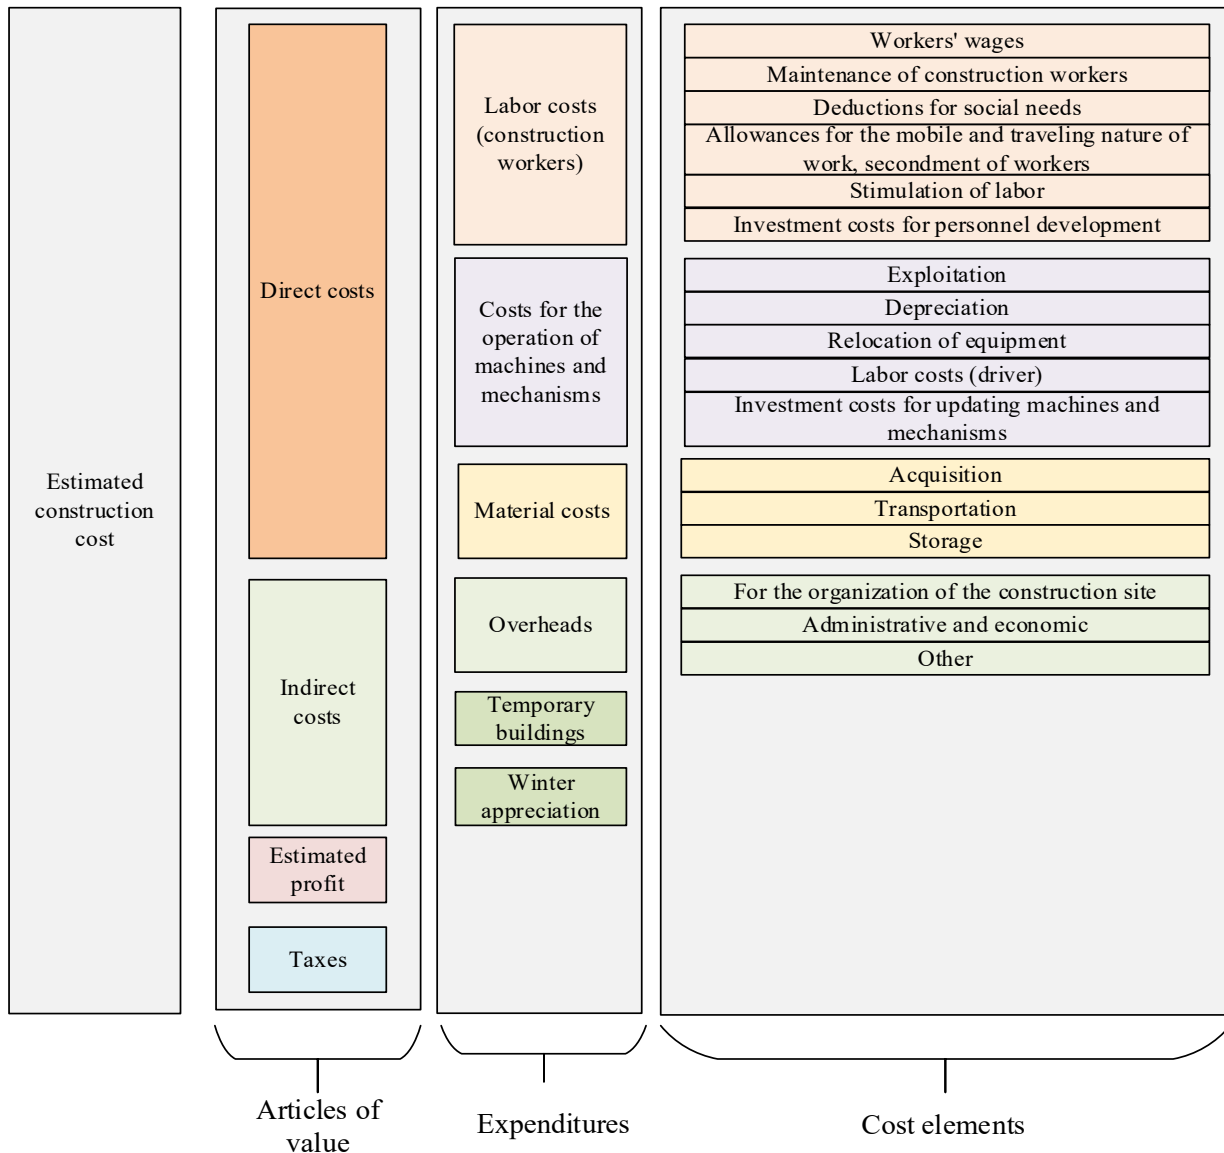 Estimated
construction
cost
Direct costs
Indirect
costs
Estimated
profit
Taxes
Labor costs
(construction
workers)
Costs for the
operation of
machines and
mechanisms
Material costs
Overheads
Temporary
buildings
Winter
appreciation
Workers' wages
Maintenance of construction workers
Deductions for social needs
Allowances for the mobile and traveling nature of
work, secondment of workers
Stimulation of labor
Investment costs for personnel development
Exploitation
Depreciation
Relocation of equipment
Labor costs (driver)
Investment costs for updating machines and
mechanisms
Acquisition
Transportation
Storage
For the organization of the construction site
Administrative and economic
Other
Articles of
value
Expenditures
Cost elements